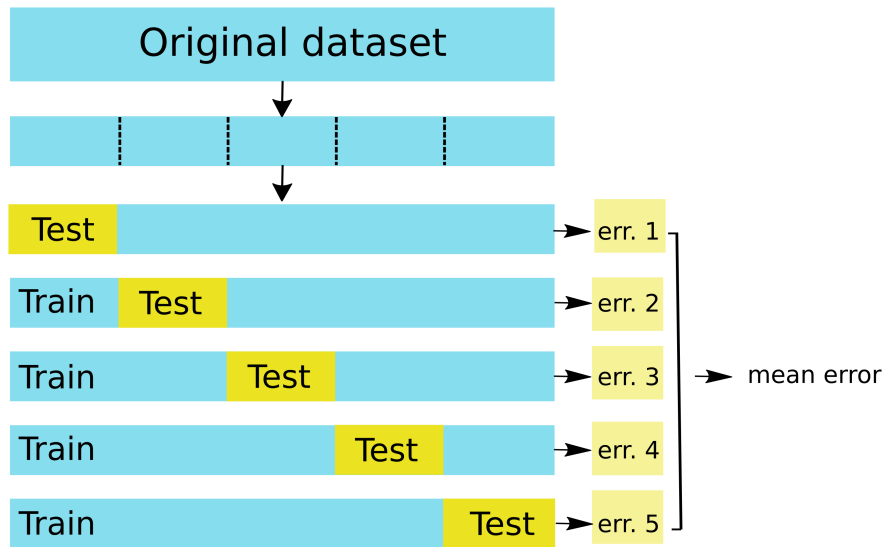 Original dataset
Test
err. 1
Train
Test
err. 2
Train
Test
err. 3
mean error
Train
Test
err. 4
Train
Test
err. 5